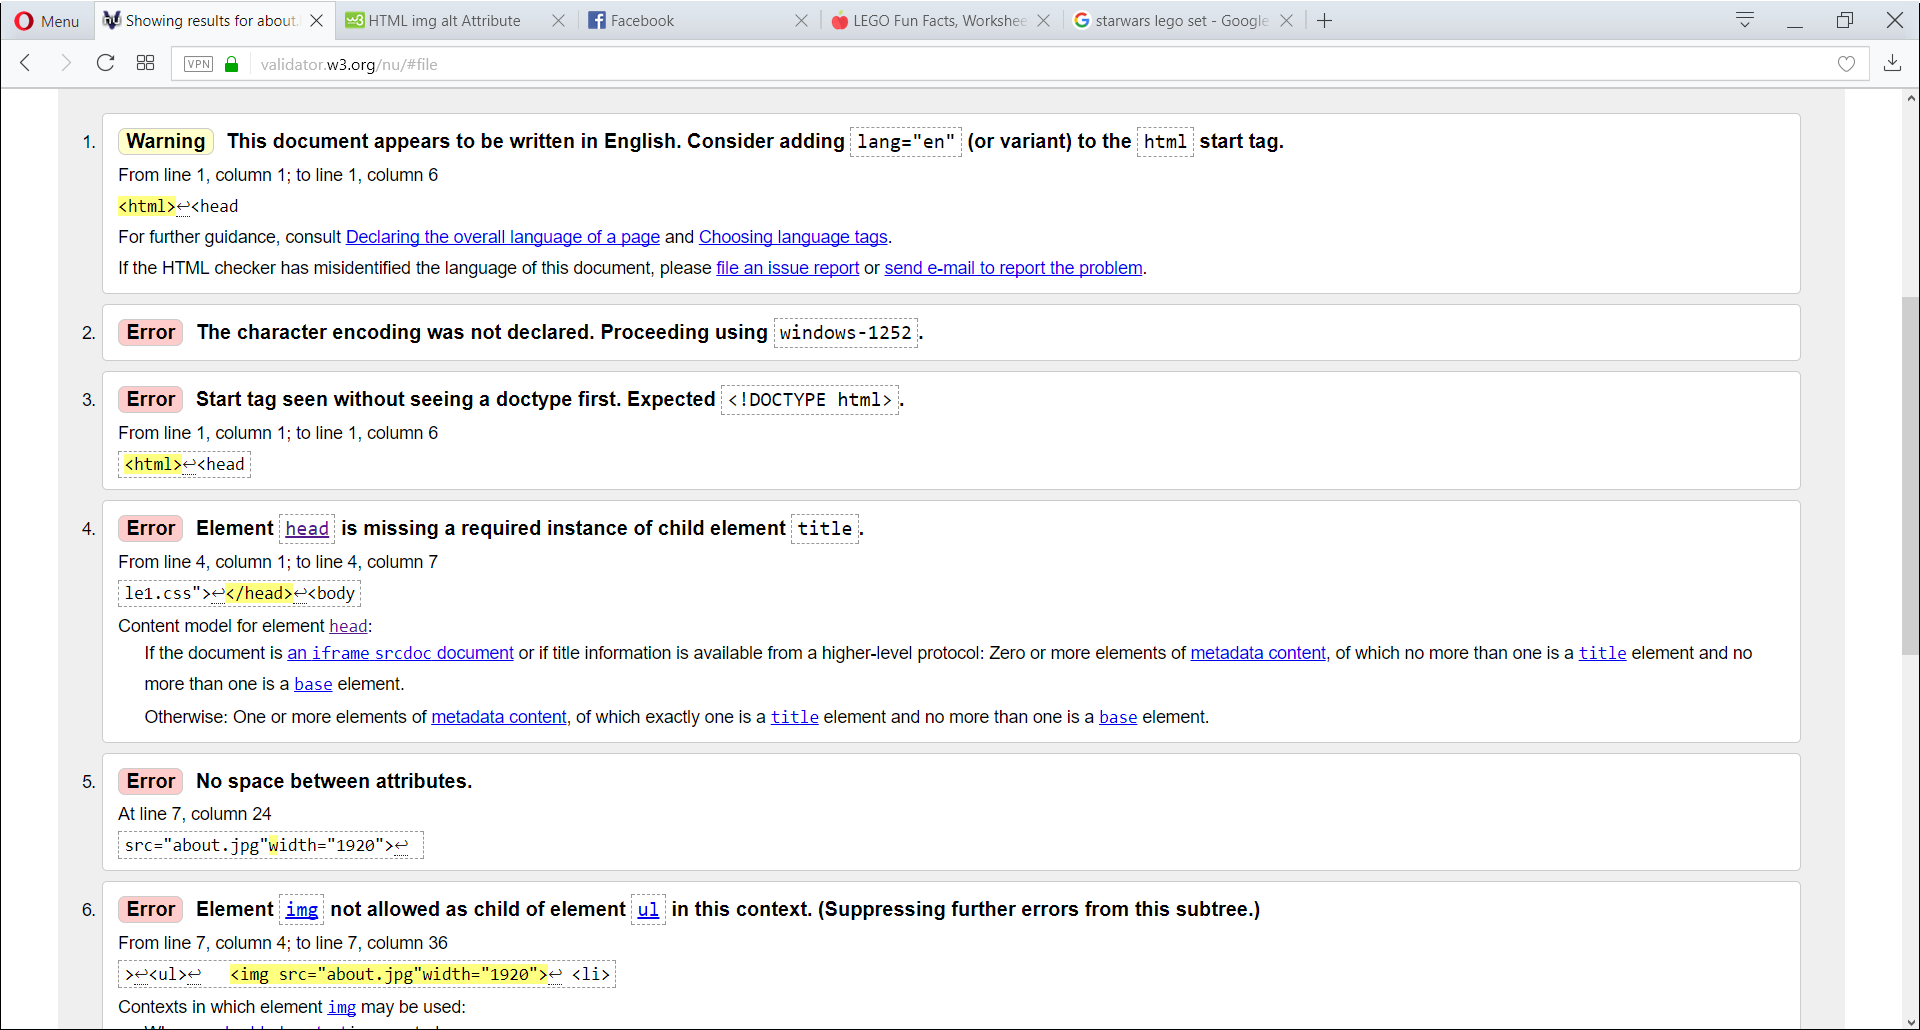 Menu
Showing results for about.
HTML img alt Attribute
Facebook
LEGO Fun Facts, Workshee
starwars lego set - Google
VPN
validator.w3.org/nu/#file
1. Warning This document appears to be written in English. Consider adding lang="en" (or variant) to the html start tag.
From line 1, column 1; to line 1, column 6
<html>↩<head
For further guidance, consult Declaring the overall language of a page and Choosing language tags.
If the HTML checker has misidentified the language of this document, please file an issue report or send e-mail to report the problem.
2. Error The character encoding was not declared. Proceeding using windows-1252.
3. Error Start tag seen without seeing a doctype first. Expected <!DOCTYPE html>.
From line 1, column 1; to line 1, column 6
<html>↩<head
4. Error Element head is missing a required instance of child element title.
From line 4, column 1; to line 4, column 7
le1.css">↩</head>↩<body
Content model for element head:
If the document is an iframe srcdoc document or if title information is available from a higher-level protocol: Zero or more elements of metadata content, of which no more than one is a title element and no
more than one is a base element.
Otherwise: One or more elements of metadata content, of which exactly one is a title element and no more than one is a base element.
5. Error No space between attributes.
At line 7, column 24
src="about.jpg"width="1920">↩
6. Error Element img not allowed as child of element ul in this context. (Suppressing further errors from this subtree.)
From line 7, column 4; to line 7, column 36
>↩<ul>↩ <img src="about.jpg"width="1920">↩ <li>
Contexts in which element img may be used: